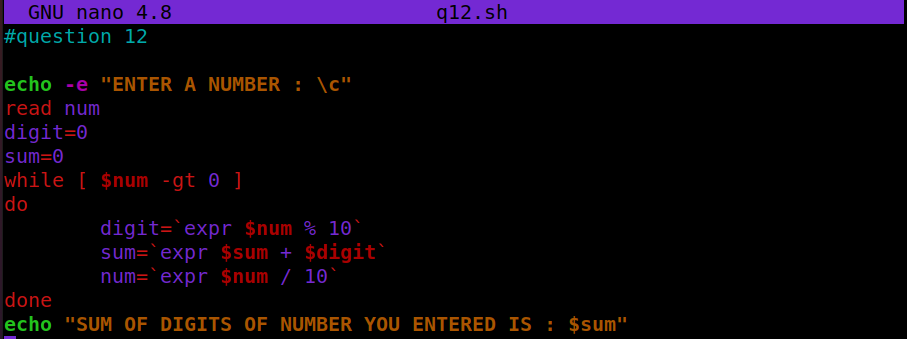 GNU nano 4.8 q12.sh
#question 12
echo -e "ENTER A NUMBER : \c"
read num
digit=0
sum=0
while [ $num -gt 0 ]
do
digit=`expr $num % 10`
sum=`expr $sum + $digit`
num=`expr $num / 10`
done
echo "SUM OF DIGITS OF NUMBER YOU ENTERED IS : $sum"